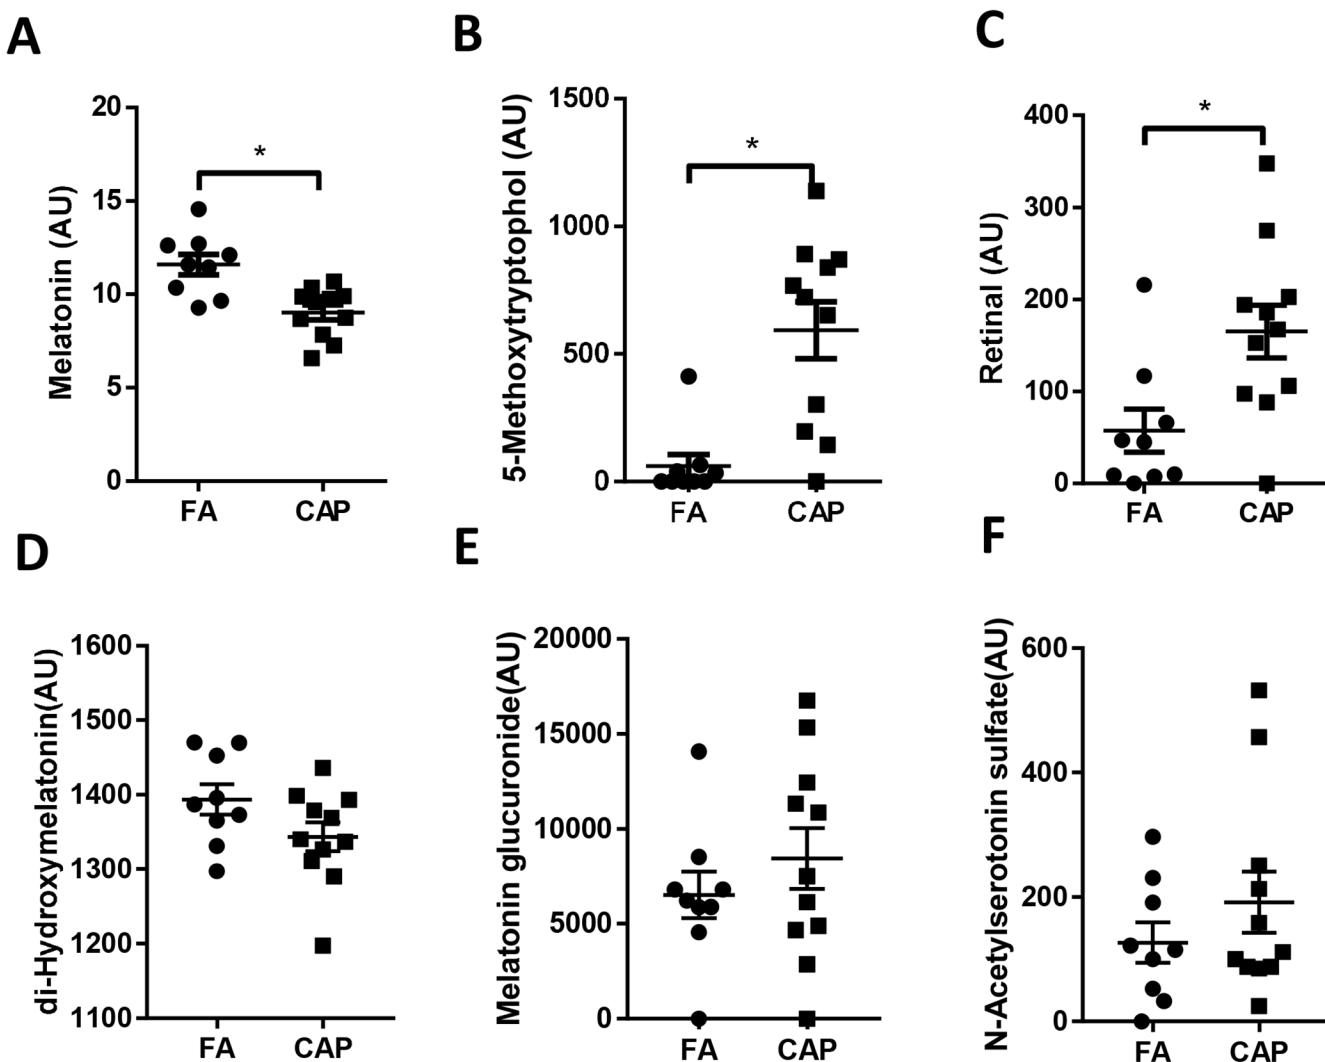 A
Melatonin (AU)
20
15
10
5
0
*
FA
CAP
B
5-Methoxytryptophol (AU)
1500
1000
500
0
*
FA
CAP
C
Retinal (AU)
400
300
200
100
0
*
FA
CAP
D
di-Hydroxymelatonin(AU)
1600
1500
1400
1300
1200
1100
FA
CAP
E
Melatonin glucuronide(AU)
20000
15000
10000
5000
0
FA
CAP
F
N-Acetylserotonin sulfate(AU)
600
400
200
0
FA
CAP